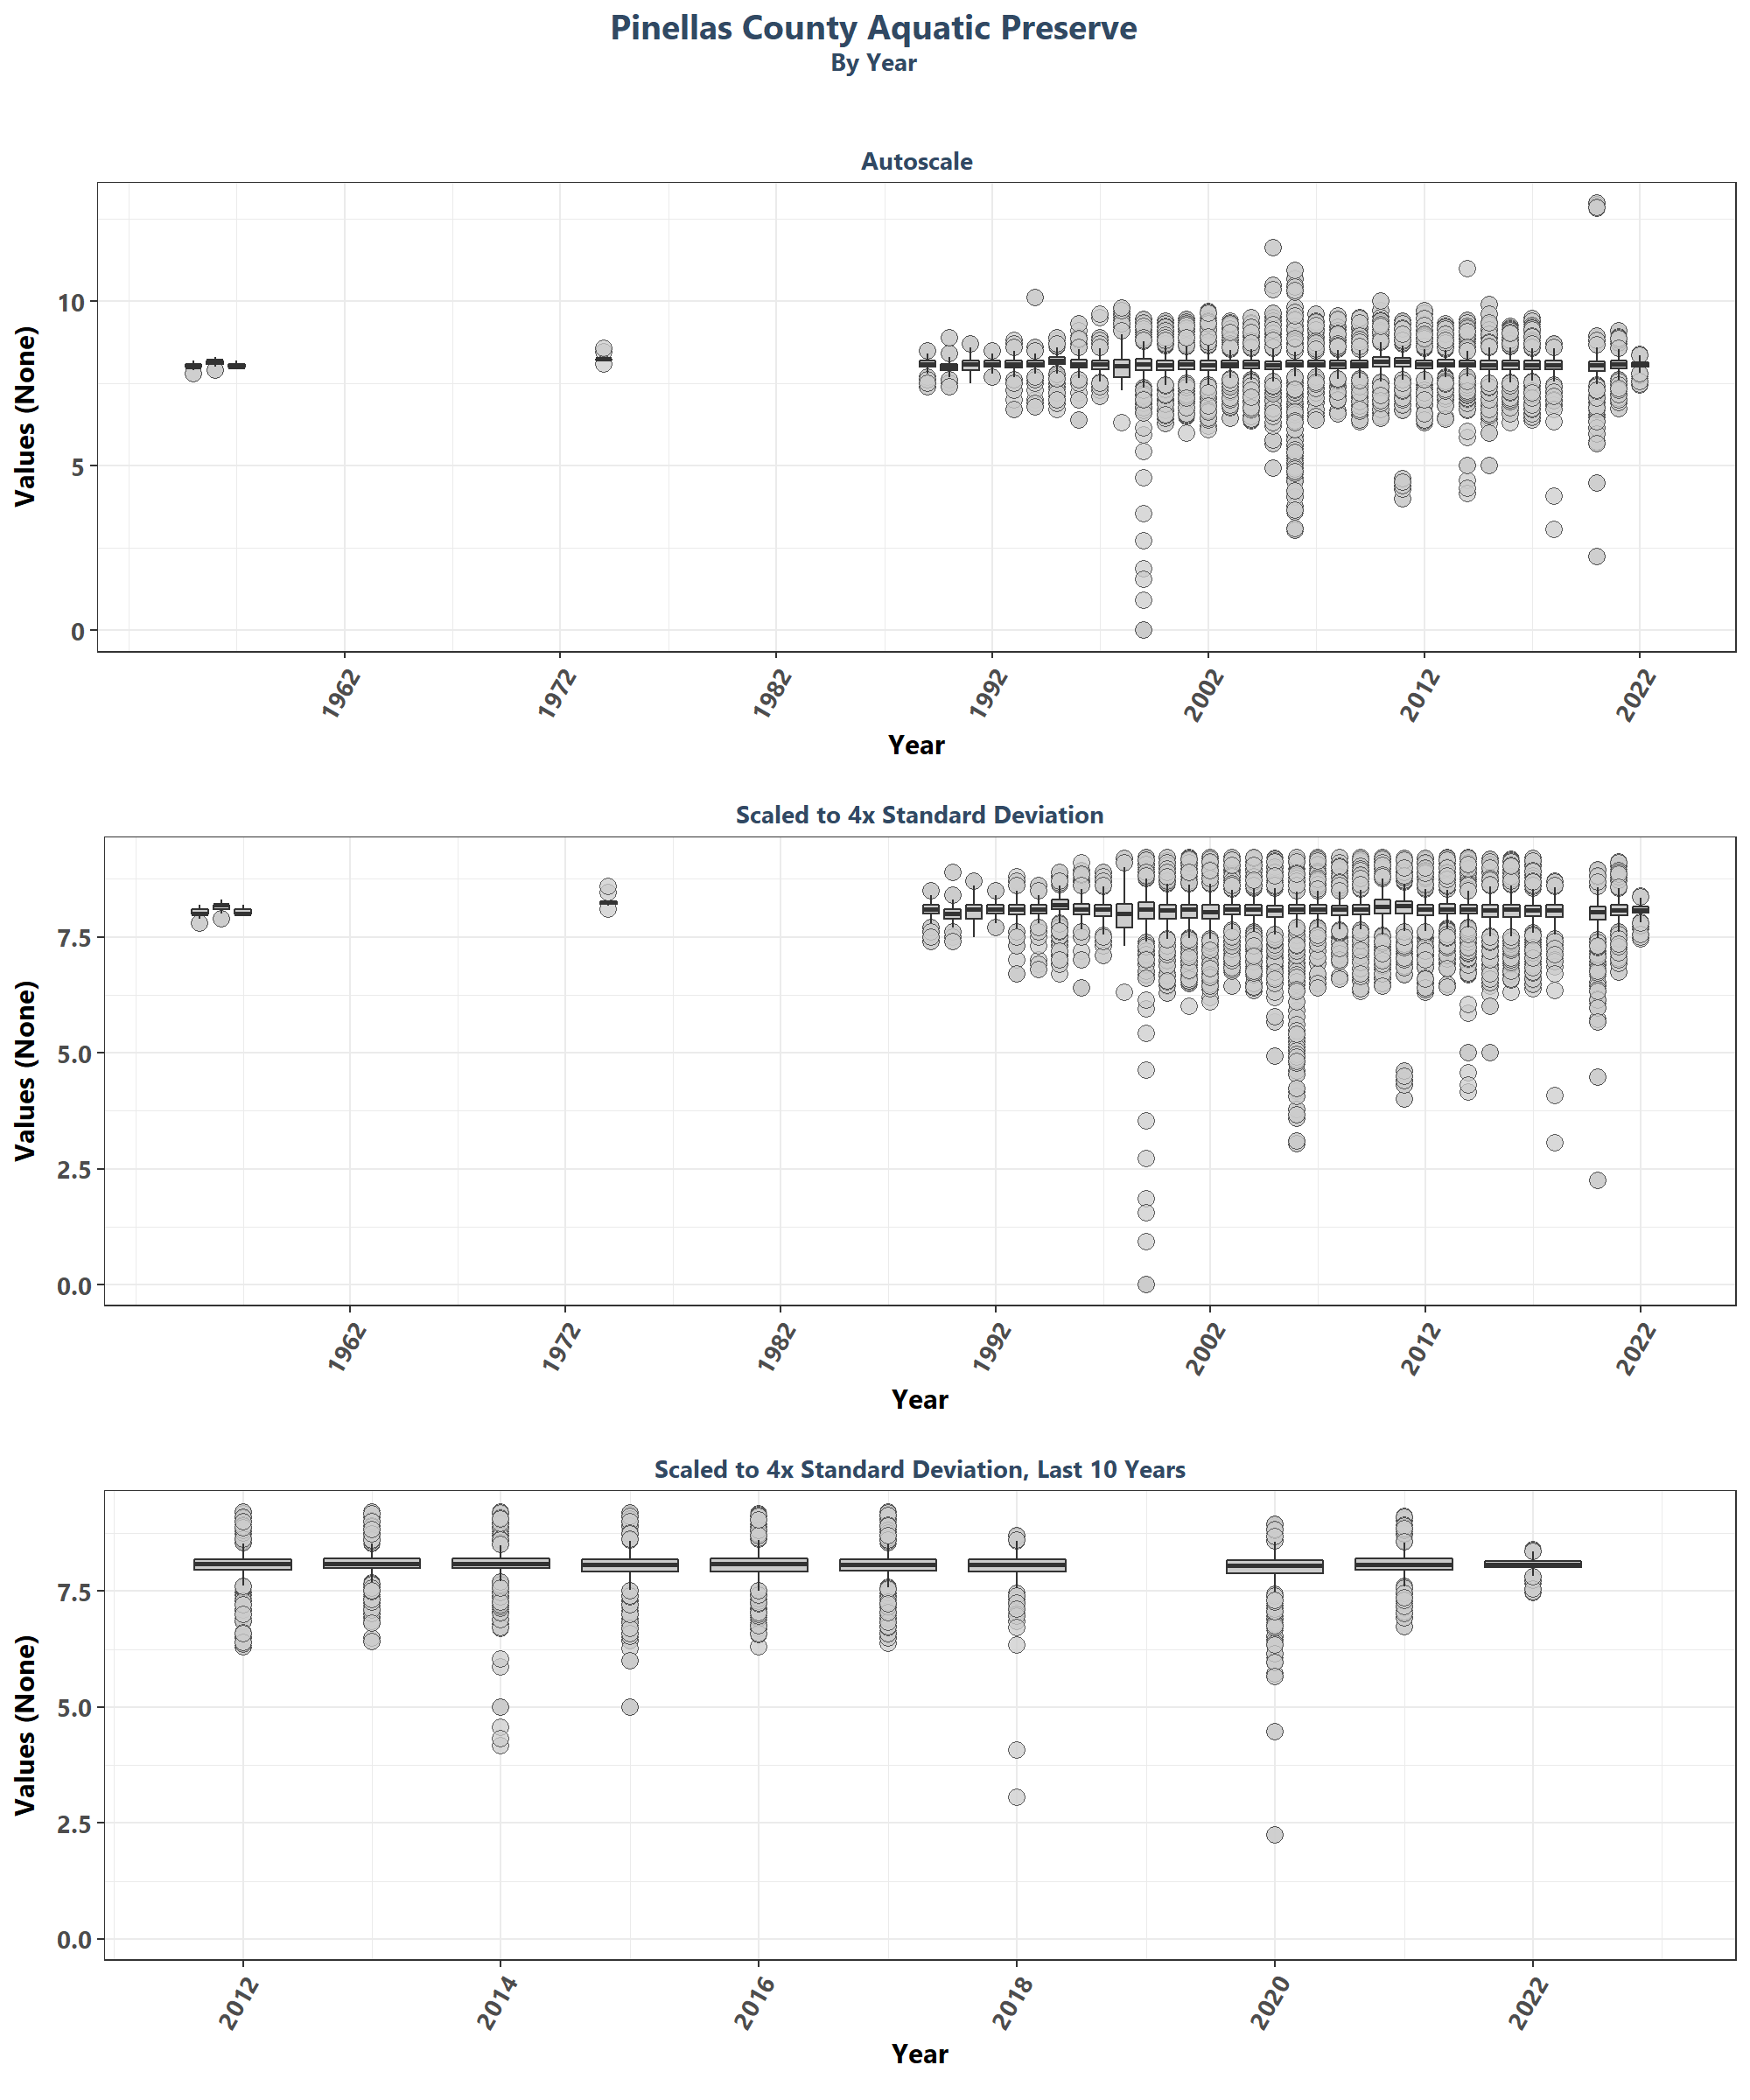 Pinellas County Aquatic Preserve
By Year
Autoscale
Values (None)
10
5
0
1962 1972 1982 1992 2002 2012 2022
Year
Scaled to 4x Standard Deviation
Values (None)
7.5
5.0
2.5
0.0
1962 1972 1982 1992 2002 2012 2022
Year
Scaled to 4x Standard Deviation, Last 10 Years
Values (None)
7.5
5.0
2.5
0.0
2012 2014 2016 2018 2020 2022
Year